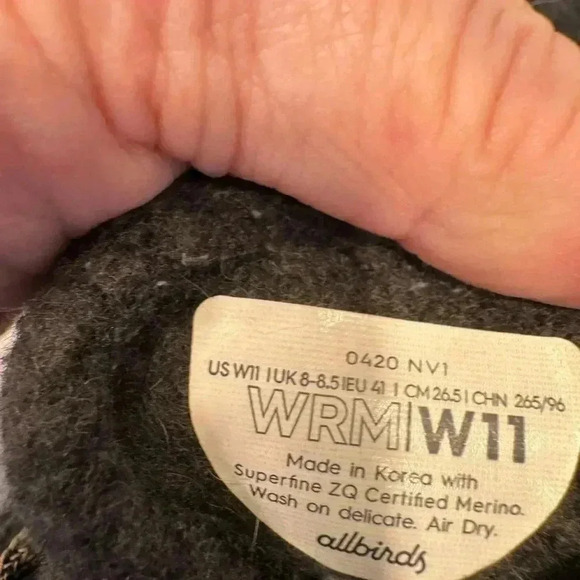 0420 NV1
US W11 | UK 8-8.5 | EU 41 | CM 26.5 | CHN 265/96
WRM|W11
Made in Korea with
Superfine ZQ Certified Merino.
Wash on delicate. Air Dry.
allbirds